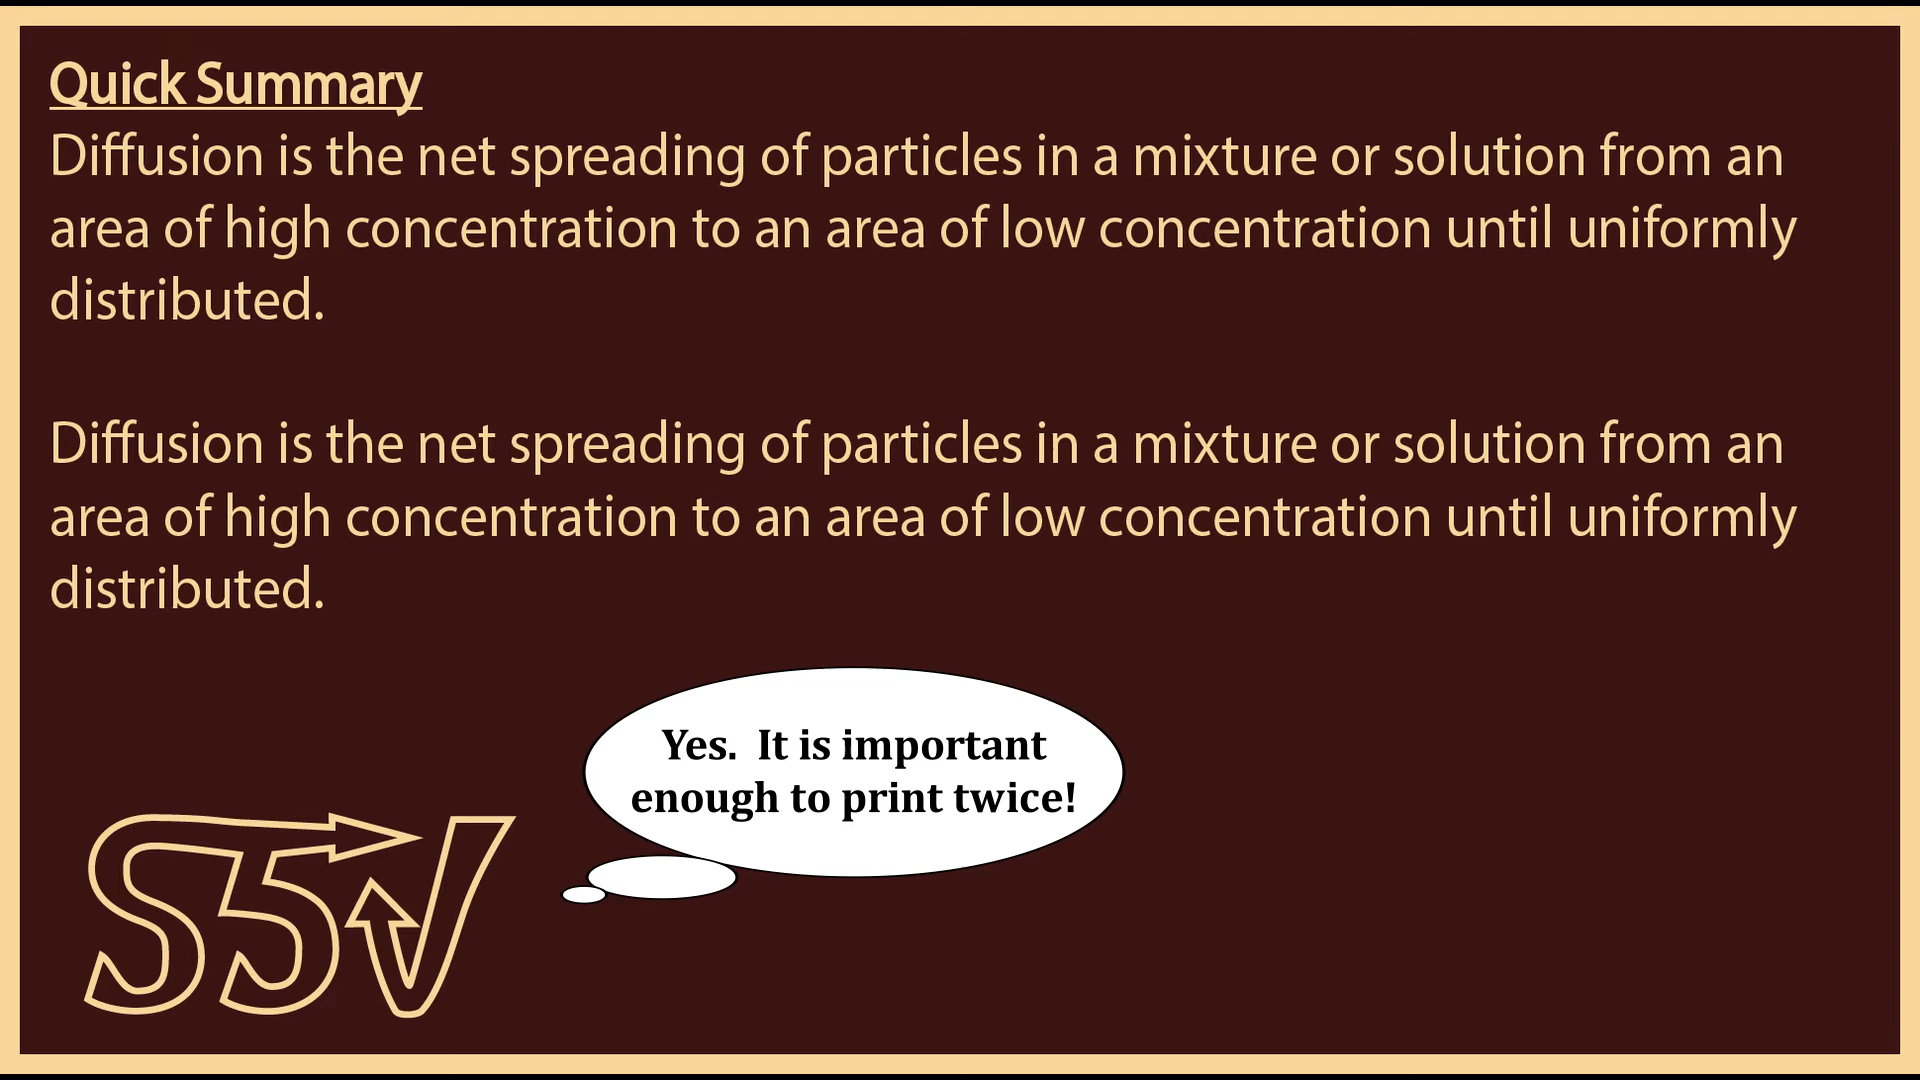 Quick Summary
Diffusion is the net spreading of particles in a mixture or solution from an
area of high concentration to an area of low concentration until uniformly
distributed.
Diffusion is the net spreading of particles in a mixture or solution from an
area of high concentration to an area of low concentration until uniformly
distributed.
Yes.  It is important
enough to print twice!
S5V